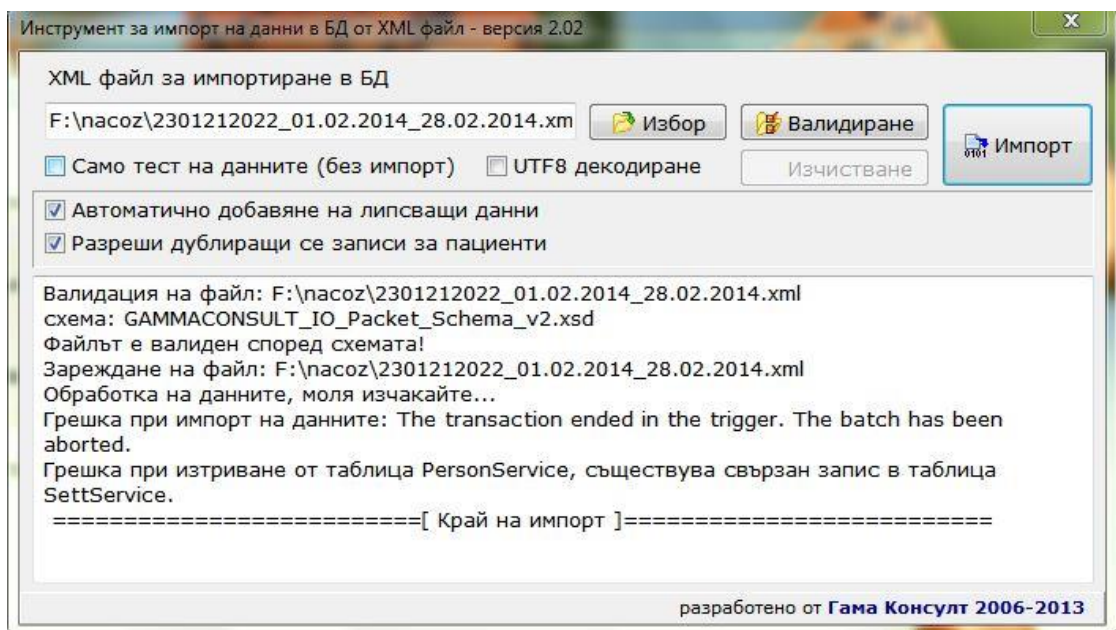 Инструмент за импорт на данни в БД от XML файл - версия 2.02
XML файл за импортиране в БД
F:\nacoz\2301212022_01.02.2014_28.02.2014.xm
Избор
Валидиране
Импорт
Само тест на данните (без импорт)
UTF8 декодиране
Изчистване
Автоматично добавяне на липсващи данни
Разреши дублиращи се записи за пациенти
Валидация на файл: F:\nacoz\2301212022_01.02.2014_28.02.2014.xml
схема: GAMMACONSULT_IO_Packet_Schema_v2.xsd
Файлът е валиден според схемата!
Зареждане на файл: F:\nacoz\2301212022_01.02.2014_28.02.2014.xml
Обработка на данните, моля изчакайте...
Грешка при импорт на данните: The transaction ended in the trigger. The batch has been
aborted.
Грешка при изтриване от таблица PersonService, съществува свързан запис в таблица
SettService.
==========================[ Край на импорт ]==========================
разработено от Гама Консулт 2006-2013